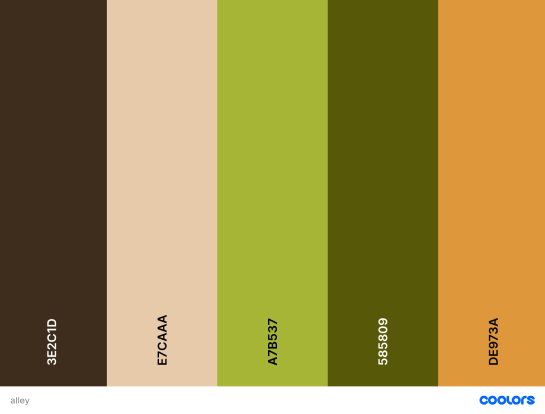 3E2C1D
E7CAAA
A7B537
585809
DE973A
alley
coolors